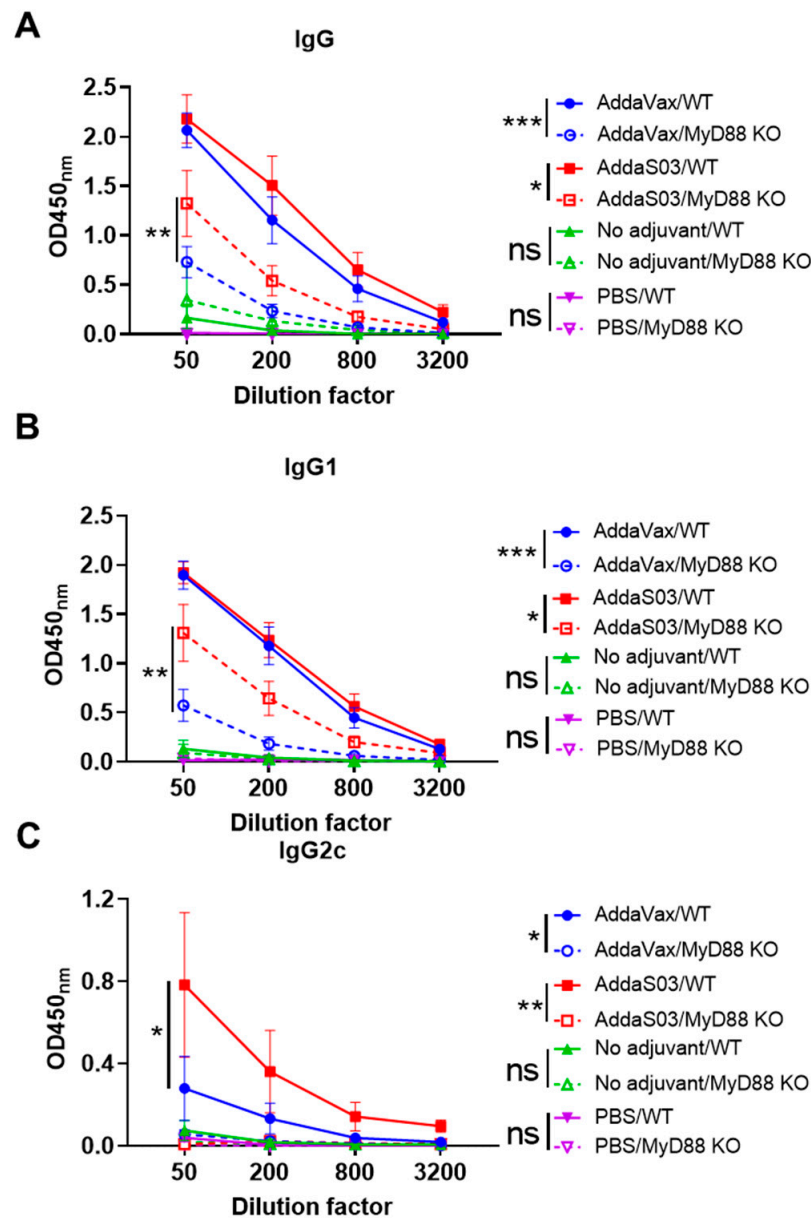 A
IgG
2.5
2.0
1.5
1.0
0.5
0.0
OD450nm
**
50 200 800 3200
Dilution factor
*** AddaVax/WT
AddaVax/MyD88 KO
* AddaS03/WT
AddaS03/MyD88 KO
ns No adjuvant/WT
No adjuvant/MyD88 KO
ns PBS/WT
PBS/MyD88 KO
B
IgG1
2.5
2.0
1.5
1.0
0.5
0.0
OD450nm
**
50 200 800 3200
Dilution factor
*** AddaVax/WT
AddaVax/MyD88 KO
* AddaS03/WT
AddaS03/MyD88 KO
ns No adjuvant/WT
No adjuvant/MyD88 KO
ns PBS/WT
PBS/MyD88 KO
C
IgG2c
1.2
0.8
0.4
0.0
OD450nm
*
50 200 800 3200
Dilution factor
* AddaVax/WT
AddaVax/MyD88 KO
** AddaS03/WT
AddaS03/MyD88 KO
ns No adjuvant/WT
No adjuvant/MyD88 KO
ns PBS/WT
PBS/MyD88 KO